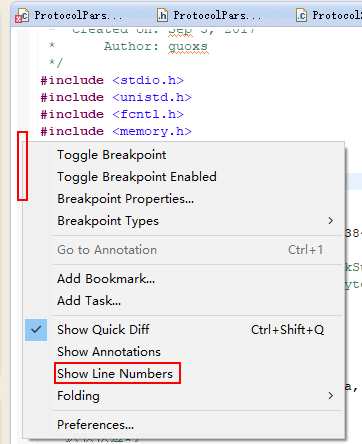 ProtocolPars...
ProtocolPars...
Protocol
* Created on: Sep 5, 2017
* Author: guoxs
*/
#include <stdio.h>
#include <unistd.h>
#include <fcntl.h>
#include <memory.h>
Toggle Breakpoint
Toggle Breakpoint Enabled
Breakpoint Properties...
Breakpoint Types
Go to Annotation Ctrl+1
Add Bookmark...
Add Task...
Show Quick Diff Ctrl+Shift+Q
Show Annotations
Show Line Numbers
Folding
Preferences...